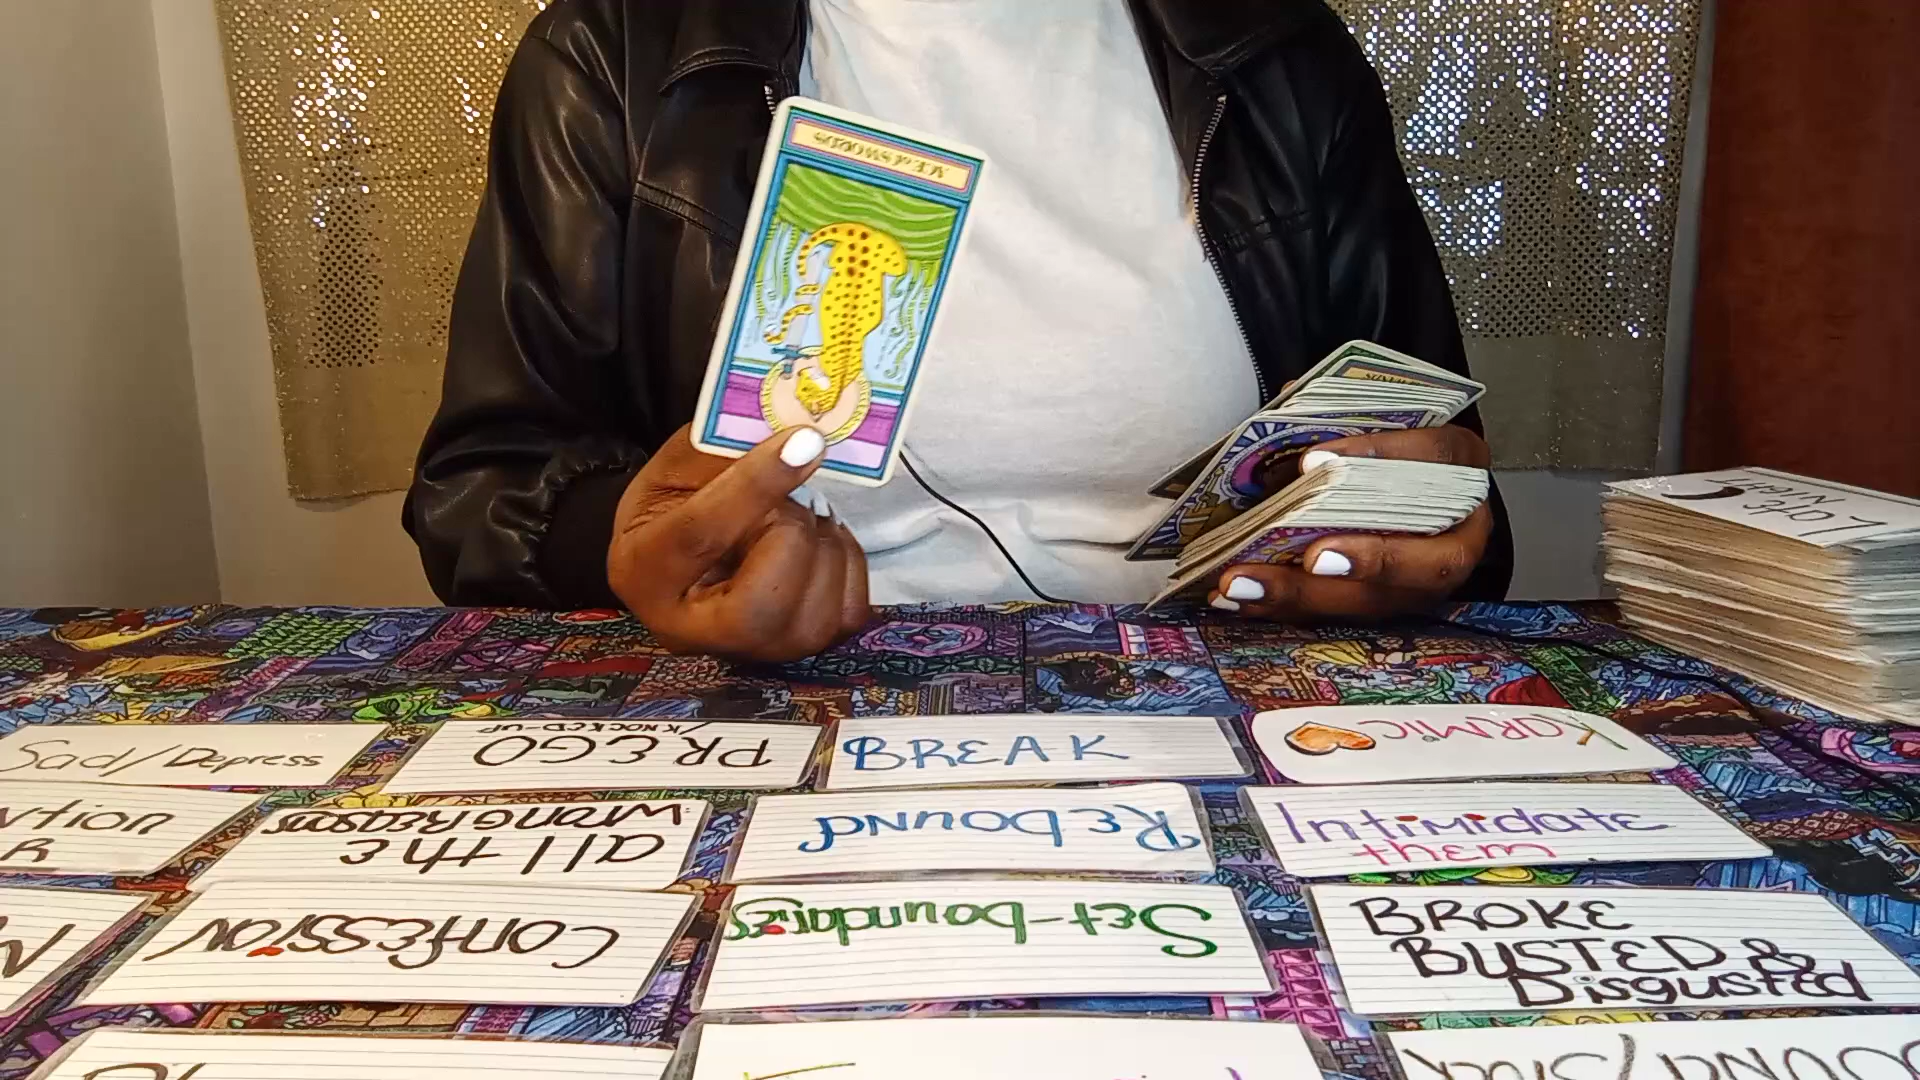 ACE of SWORDS
Late
Night
Sad/Depress
PREGO
/KNOCKED-UP
BREAK
KARMIC
all the
wrong Reasons
Rebound
Intimidate
them
Confession
Set-boundaries
BROKE
BUSTED &
Disgusted